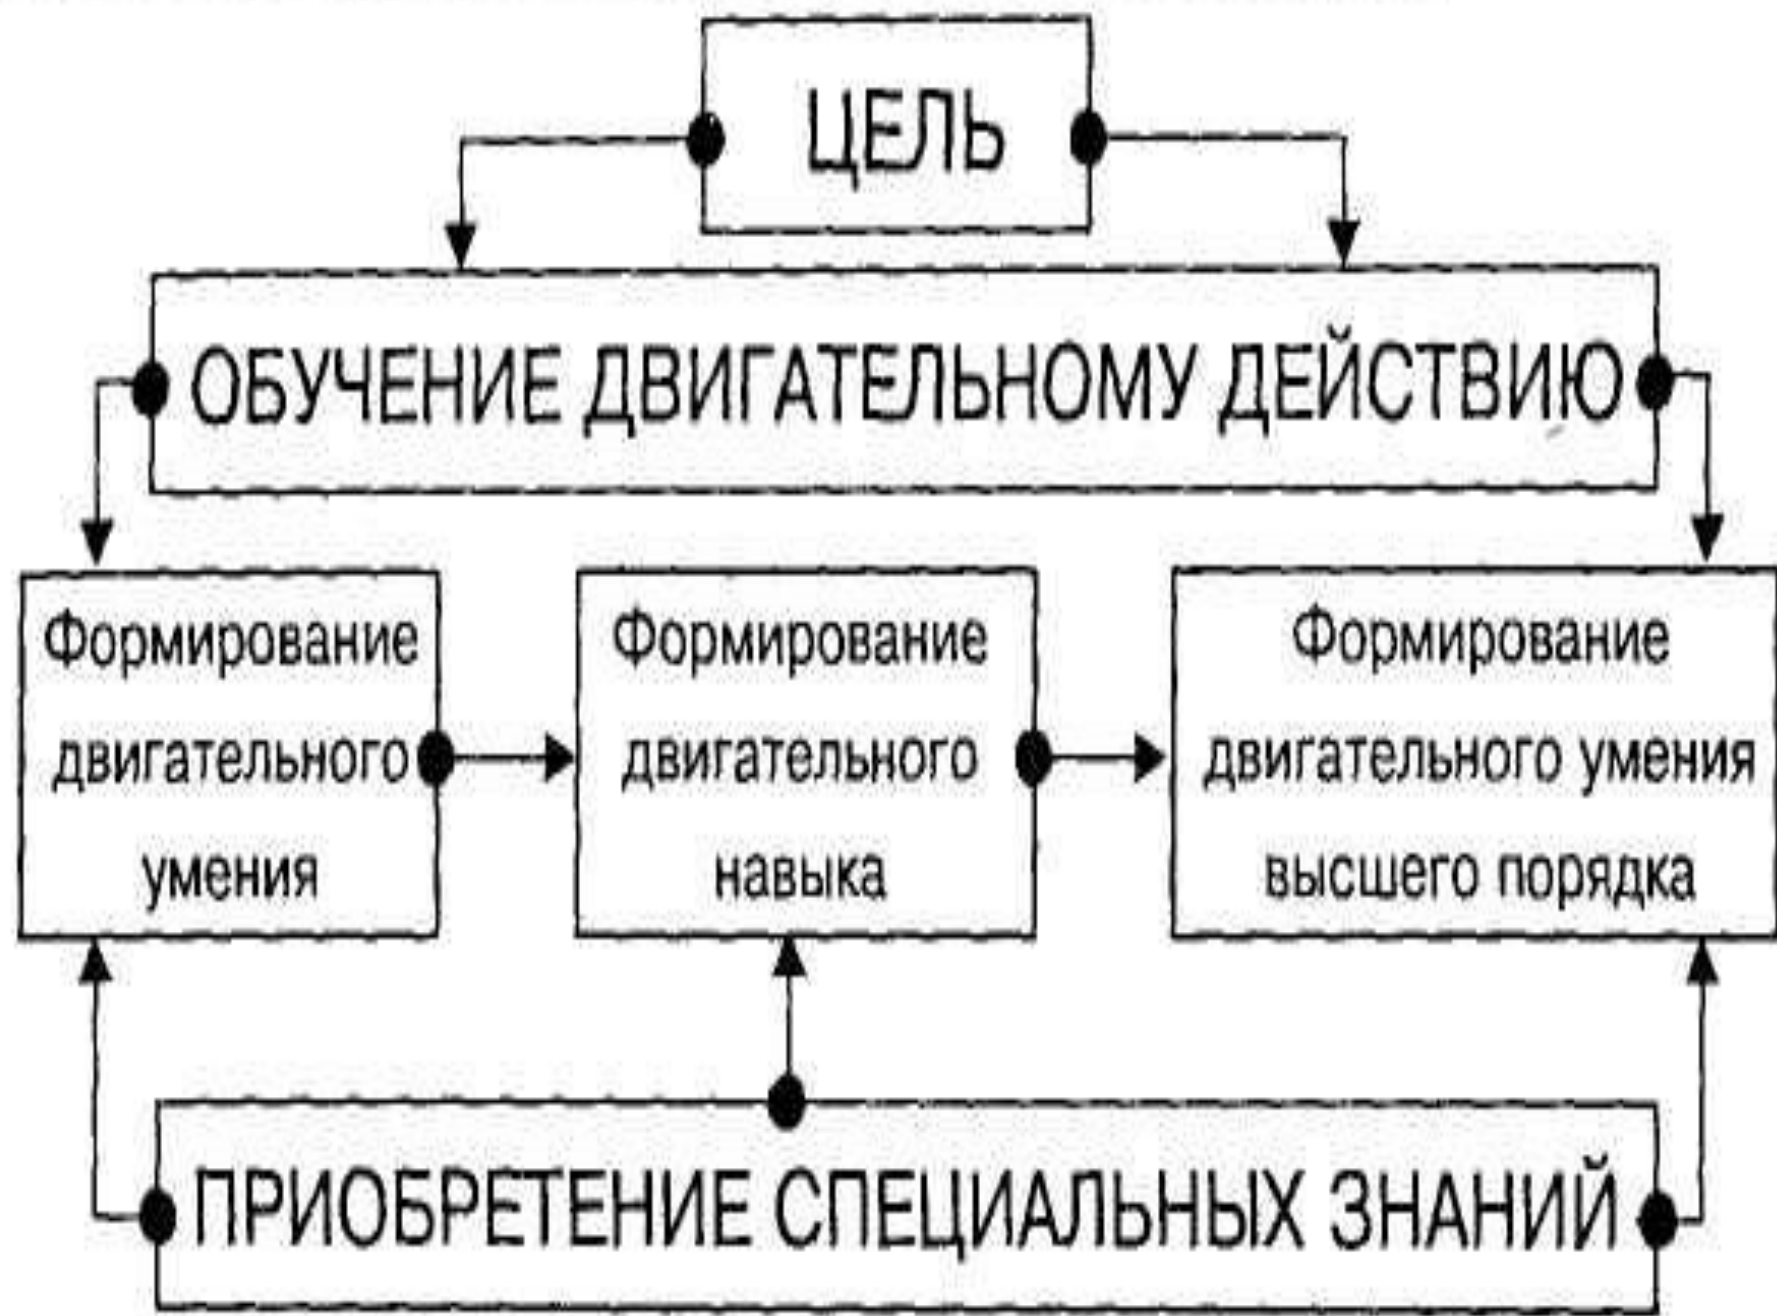 ЦЕЛЬ
ОБУЧЕНИЕ ДВИГАТЕЛЬНОМУ ДЕЙСТВИЮ
Формирование
двигательного
умения
Формирование
двигательного
навыка
Формирование
двигательного умения
высшего порядка
ПРИОБРЕТЕНИЕ СПЕЦИАЛЬНЫХ ЗНАНИЙ